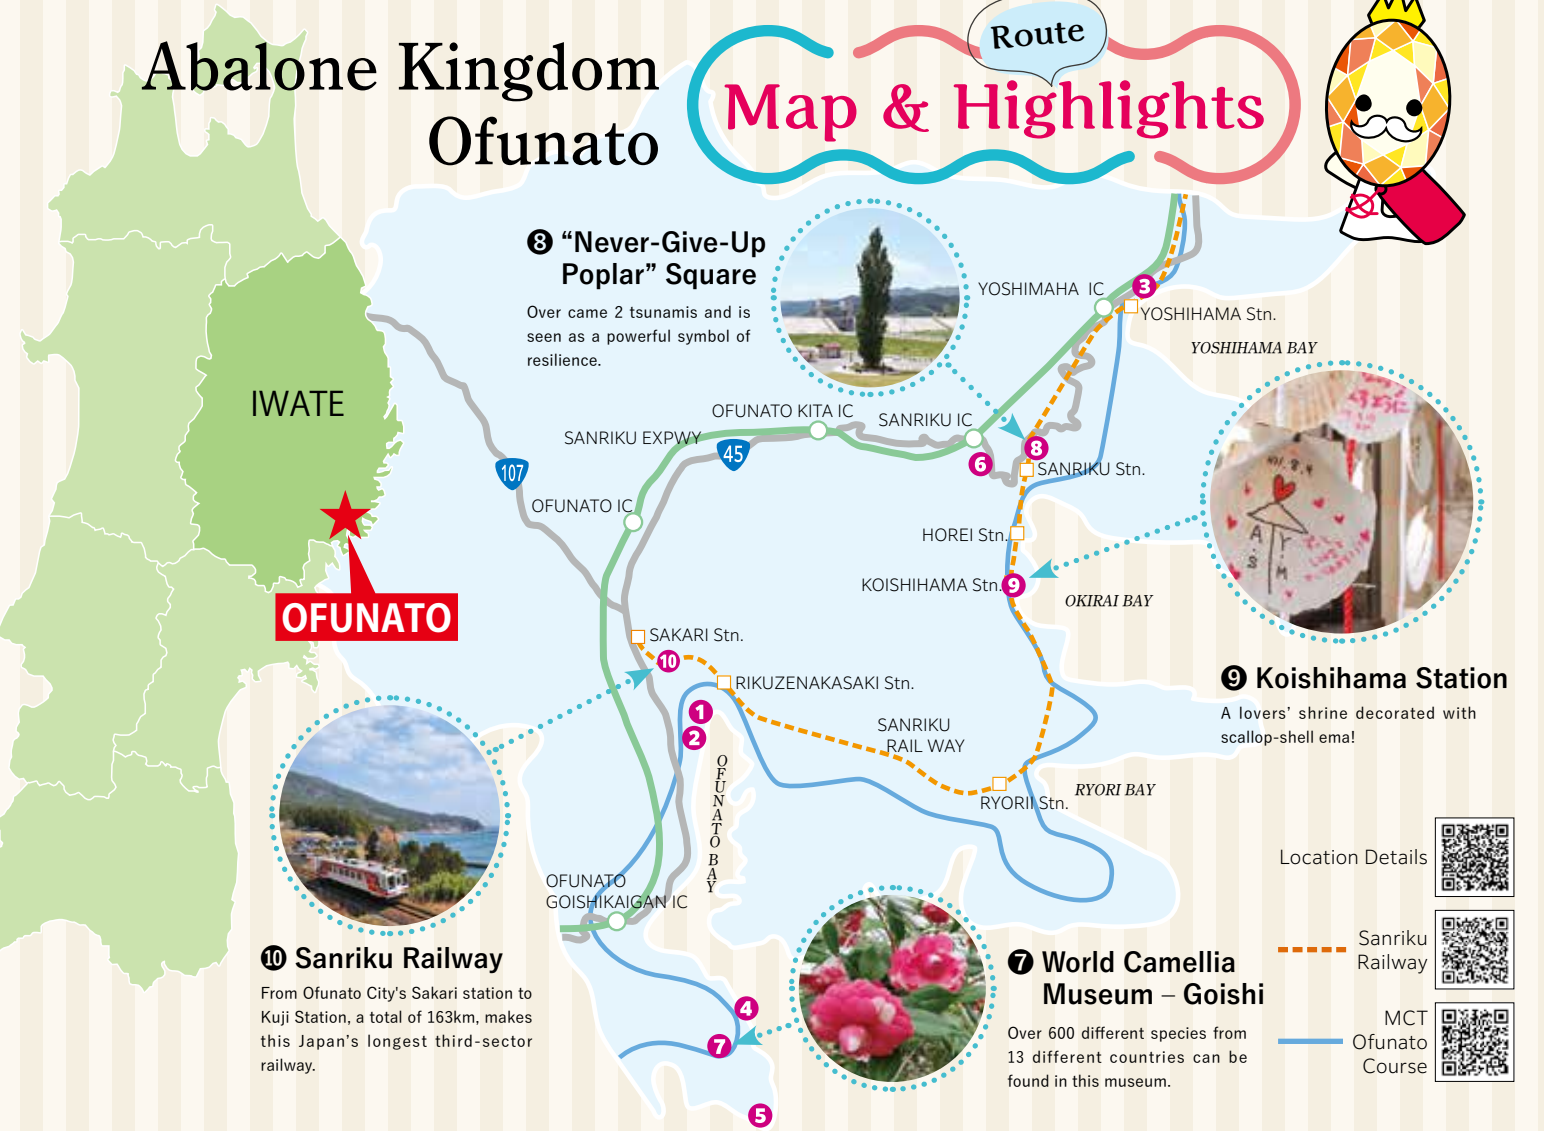 Abalone Kingdom
Ofunato
Route
Map & Highlights
❽ “Never-Give-Up
Poplar” Square
Over came 2 tsunamis and is
seen as a powerful symbol of
resilience.
YOSHIMAHA IC
3
YOSHIHAMA Stn.
YOSHIHAMA BAY
IWATE
OFUNATO
OFUNATO KITA IC
SANRIKU IC
SANRIKU EXPWY
45
107
8
6
SANRIKU Stn.
OFUNATO IC
HOREI Stn.
KOISHIHAMA Stn.
9
OKIRAI BAY
SAKARI Stn.
10
RIKUZENAKASAKI Stn.
1
2
SANRIKU
RAIL WAY
OFUNATO BAY
RYORII Stn.
RYORI BAY
❾ Koishihama Station
A lovers’ shrine decorated with
scallop-shell ema!
A.S
Y.M
OFUNATO
GOISHIKAIGAN IC
❿ Sanriku Railway
From Ofunato City's Sakari station to
Kuji Station, a total of 163km, makes
this Japan’s longest third-sector
railway.
4
7
5
❼ World Camellia
Museum – Goishi
Over 600 different species from
13 different countries can be
found in this museum.
Location Details
Sanriku
Railway
MCT
Ofunato
Course